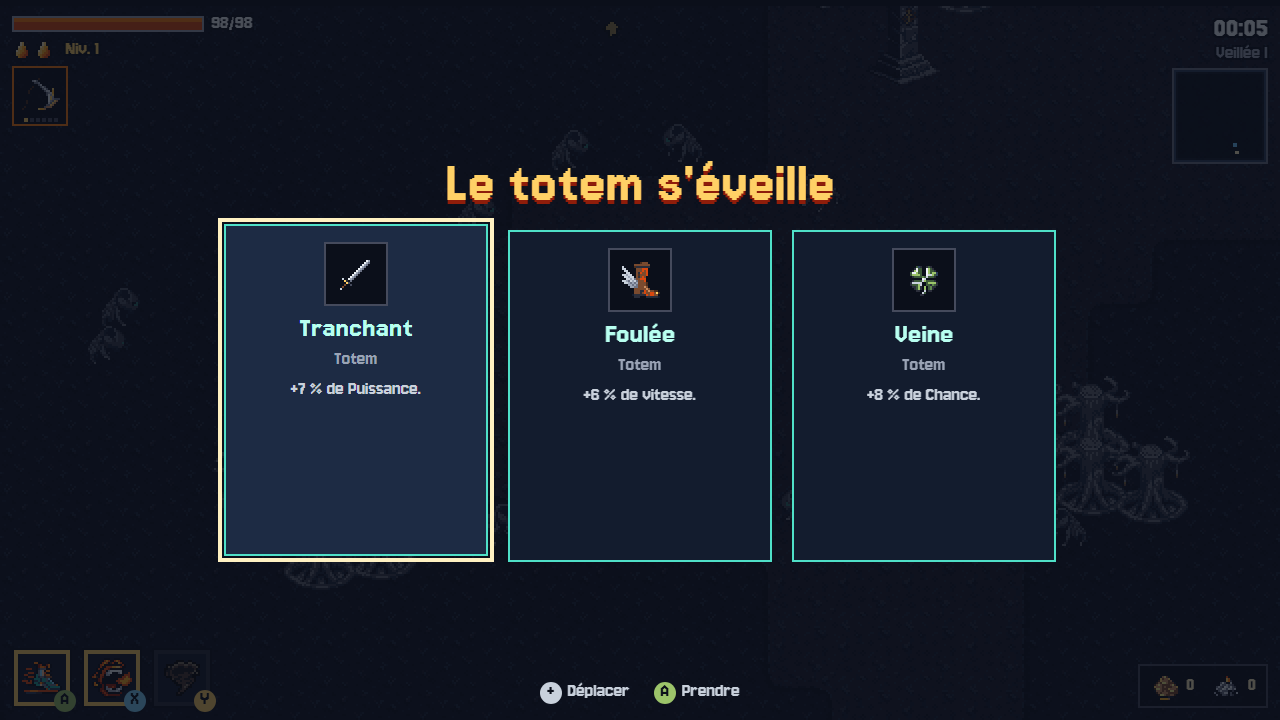 98/98
Niv. 1
00:05
Veillée I
Le totem s'éveille
Tranchant
Totem
+7 % de Puissance.
Foulée
Totem
+6 % de vitesse.
Veine
Totem
+8 % de Chance.
A
X
Y
+ Déplacer
A Prendre
0
0